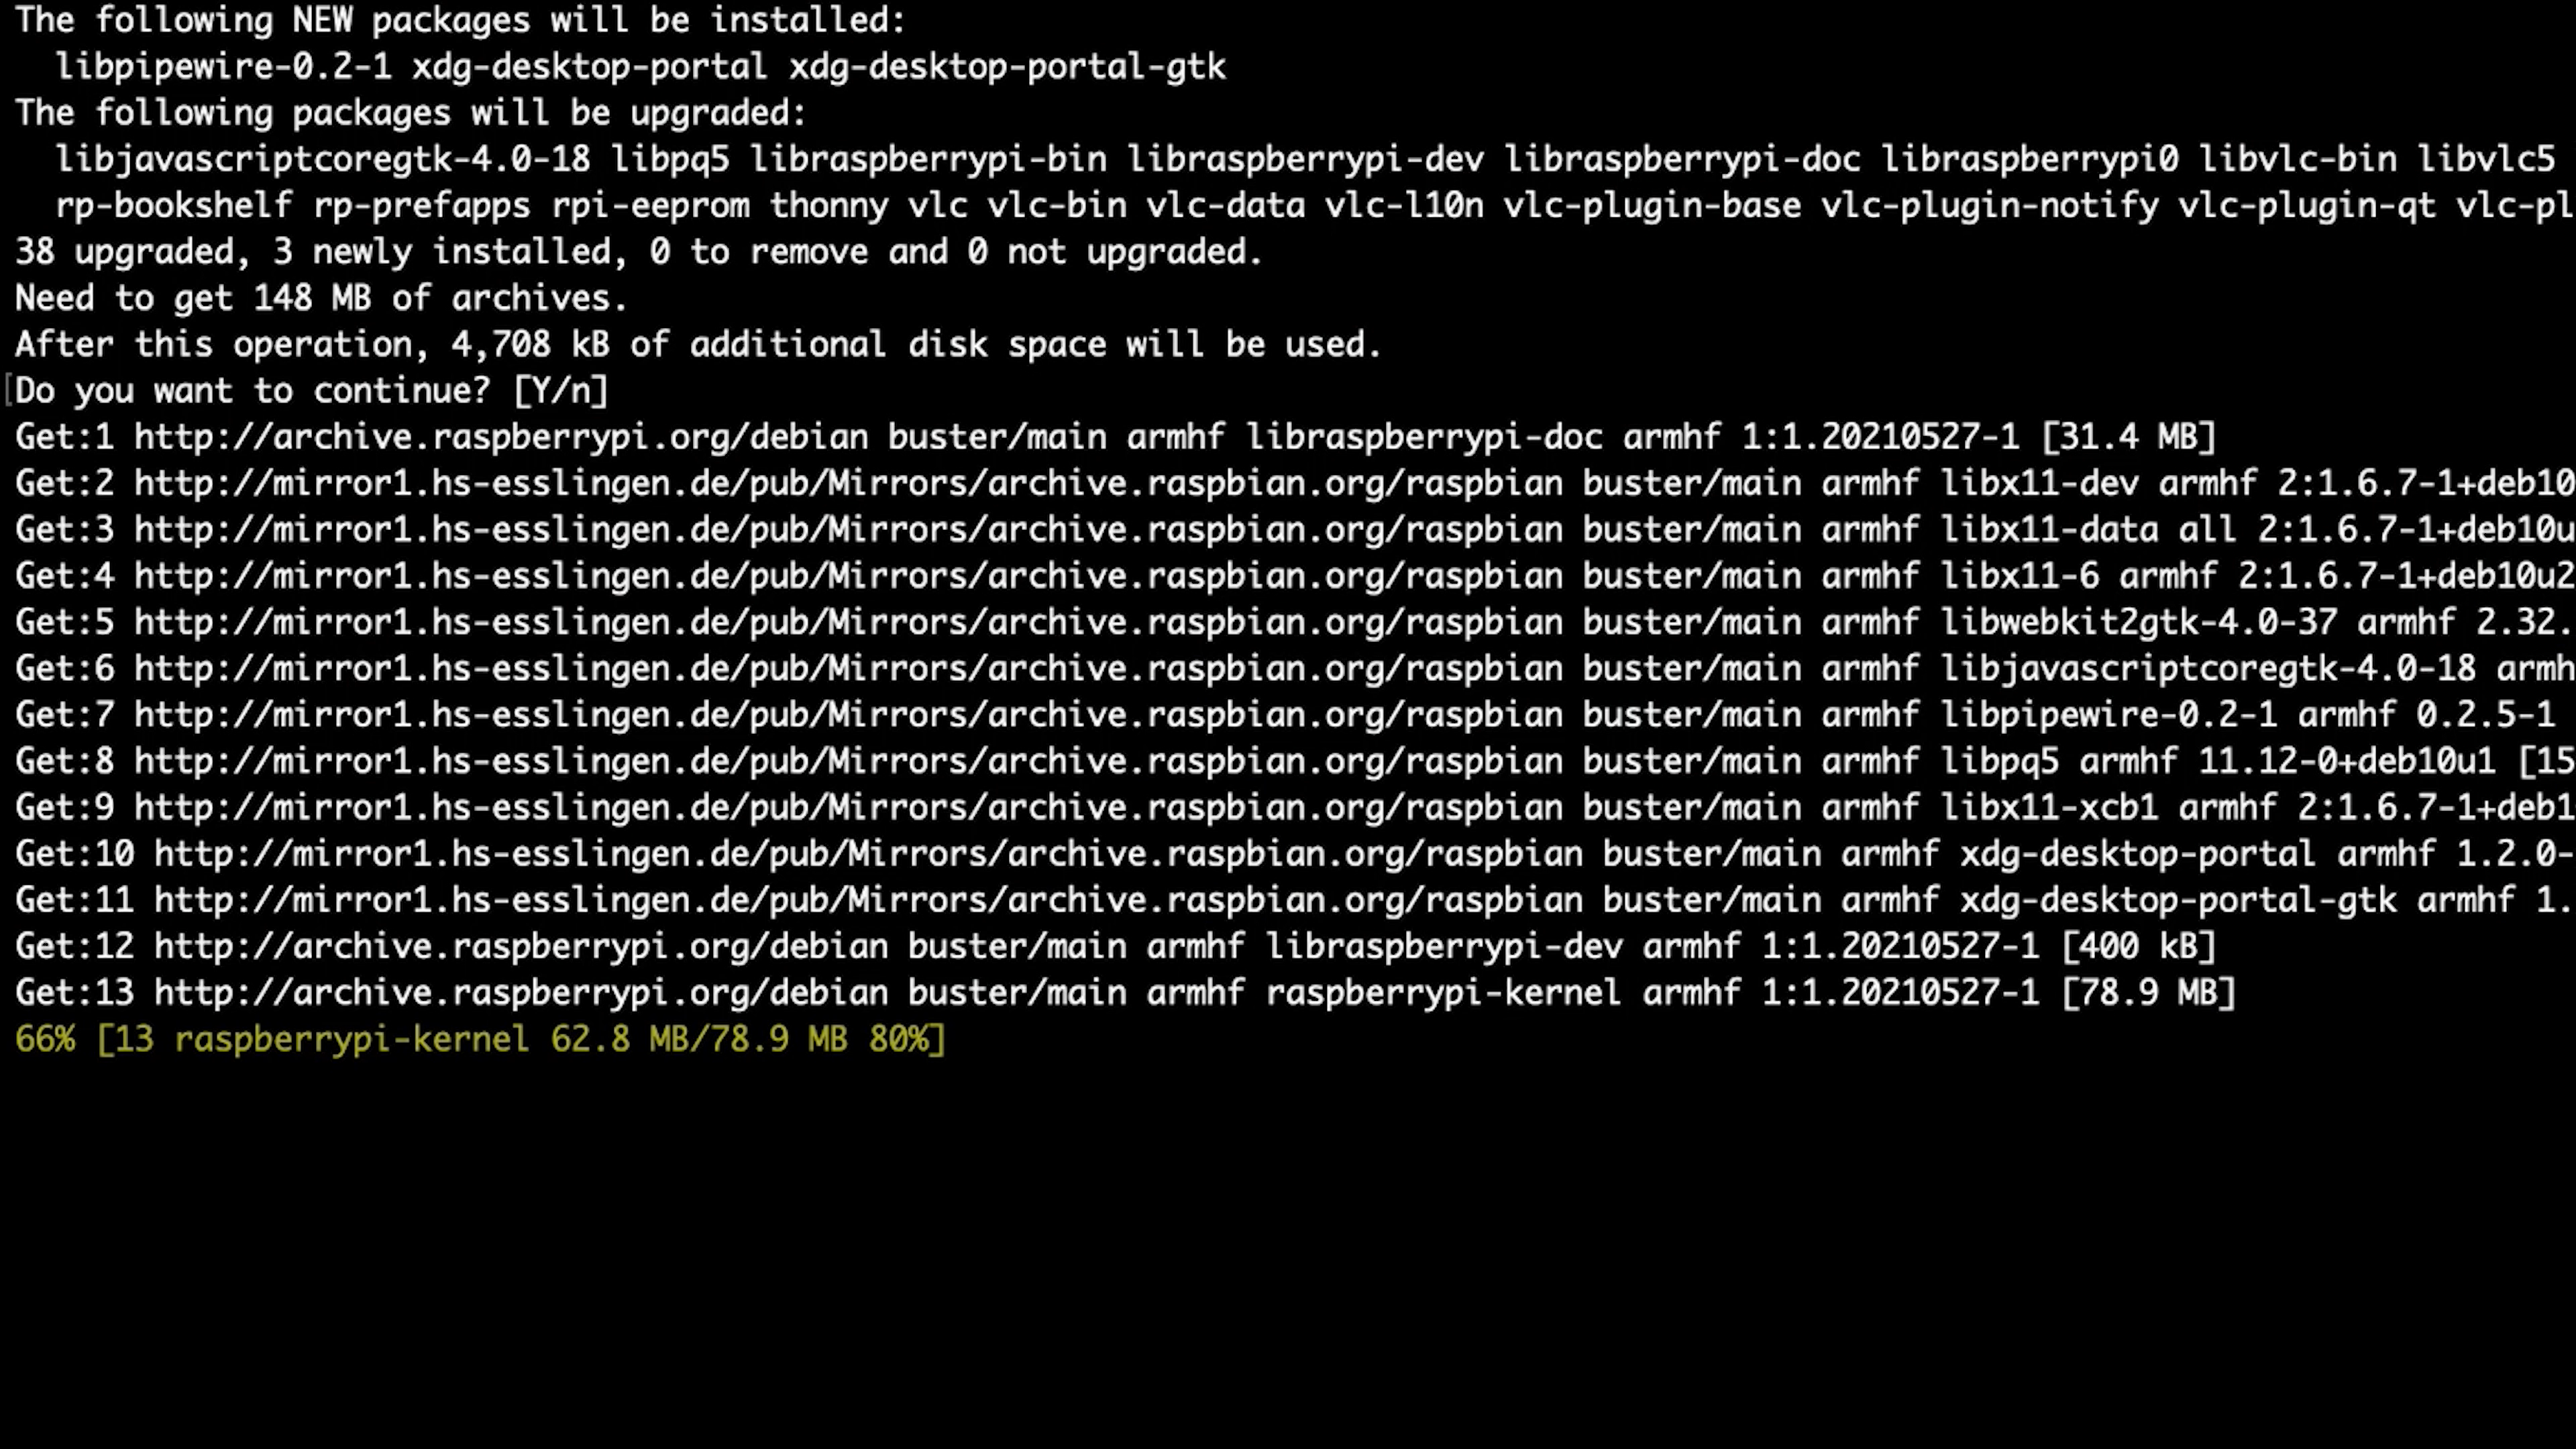 The following NEW packages will be installed:
libpipewire-0.2-1 xdg-desktop-portal xdg-desktop-portal-gtk
The following packages will be upgraded:
libjavascriptcoregtk-4.0-18 libpq5 libraspberrypi-bin libraspberrypi-dev libraspberrypi-doc libraspberrypi0 libvlc-bin libvlc5
rp-bookshelf rp-prefapps rpi-eeprom thonny vlc vlc-bin vlc-data vlc-l10n vlc-plugin-base vlc-plugin-notify vlc-plugin-qt vlc-pl
38 upgraded, 3 newly installed, 0 to remove and 0 not upgraded.
Need to get 148 MB of archives.
After this operation, 4,708 kB of additional disk space will be used.
[Do you want to continue? [Y/n]
Get:1 http://archive.raspberrypi.org/debian buster/main armhf libraspberrypi-doc armhf 1:1.20210527-1 [31.4 MB]
Get:2 http://mirror1.hs-esslingen.de/pub/Mirrors/archive.raspbian.org/raspbian buster/main armhf libx11-dev armhf 2:1.6.7-1+deb10
Get:3 http://mirror1.hs-esslingen.de/pub/Mirrors/archive.raspbian.org/raspbian buster/main armhf libx11-data all 2:1.6.7-1+deb10u
Get:4 http://mirror1.hs-esslingen.de/pub/Mirrors/archive.raspbian.org/raspbian buster/main armhf libx11-6 armhf 2:1.6.7-1+deb10u2
Get:5 http://mirror1.hs-esslingen.de/pub/Mirrors/archive.raspbian.org/raspbian buster/main armhf libwebkit2gtk-4.0-37 armhf 2.32.
Get:6 http://mirror1.hs-esslingen.de/pub/Mirrors/archive.raspbian.org/raspbian buster/main armhf libjavascriptcoregtk-4.0-18 armh
Get:7 http://mirror1.hs-esslingen.de/pub/Mirrors/archive.raspbian.org/raspbian buster/main armhf libpipewire-0.2-1 armhf 0.2.5-1
Get:8 http://mirror1.hs-esslingen.de/pub/Mirrors/archive.raspbian.org/raspbian buster/main armhf libpq5 armhf 11.12-0+deb10u1 [15
Get:9 http://mirror1.hs-esslingen.de/pub/Mirrors/archive.raspbian.org/raspbian buster/main armhf libx11-xcb1 armhf 2:1.6.7-1+deb1
Get:10 http://mirror1.hs-esslingen.de/pub/Mirrors/archive.raspbian.org/raspbian buster/main armhf xdg-desktop-portal armhf 1.2.0-
Get:11 http://mirror1.hs-esslingen.de/pub/Mirrors/archive.raspbian.org/raspbian buster/main armhf xdg-desktop-portal-gtk armhf 1.
Get:12 http://archive.raspberrypi.org/debian buster/main armhf libraspberrypi-dev armhf 1:1.20210527-1 [400 kB]
Get:13 http://archive.raspberrypi.org/debian buster/main armhf raspberrypi-kernel armhf 1:1.20210527-1 [78.9 MB]
66% [13 raspberrypi-kernel 62.8 MB/78.9 MB 80%]